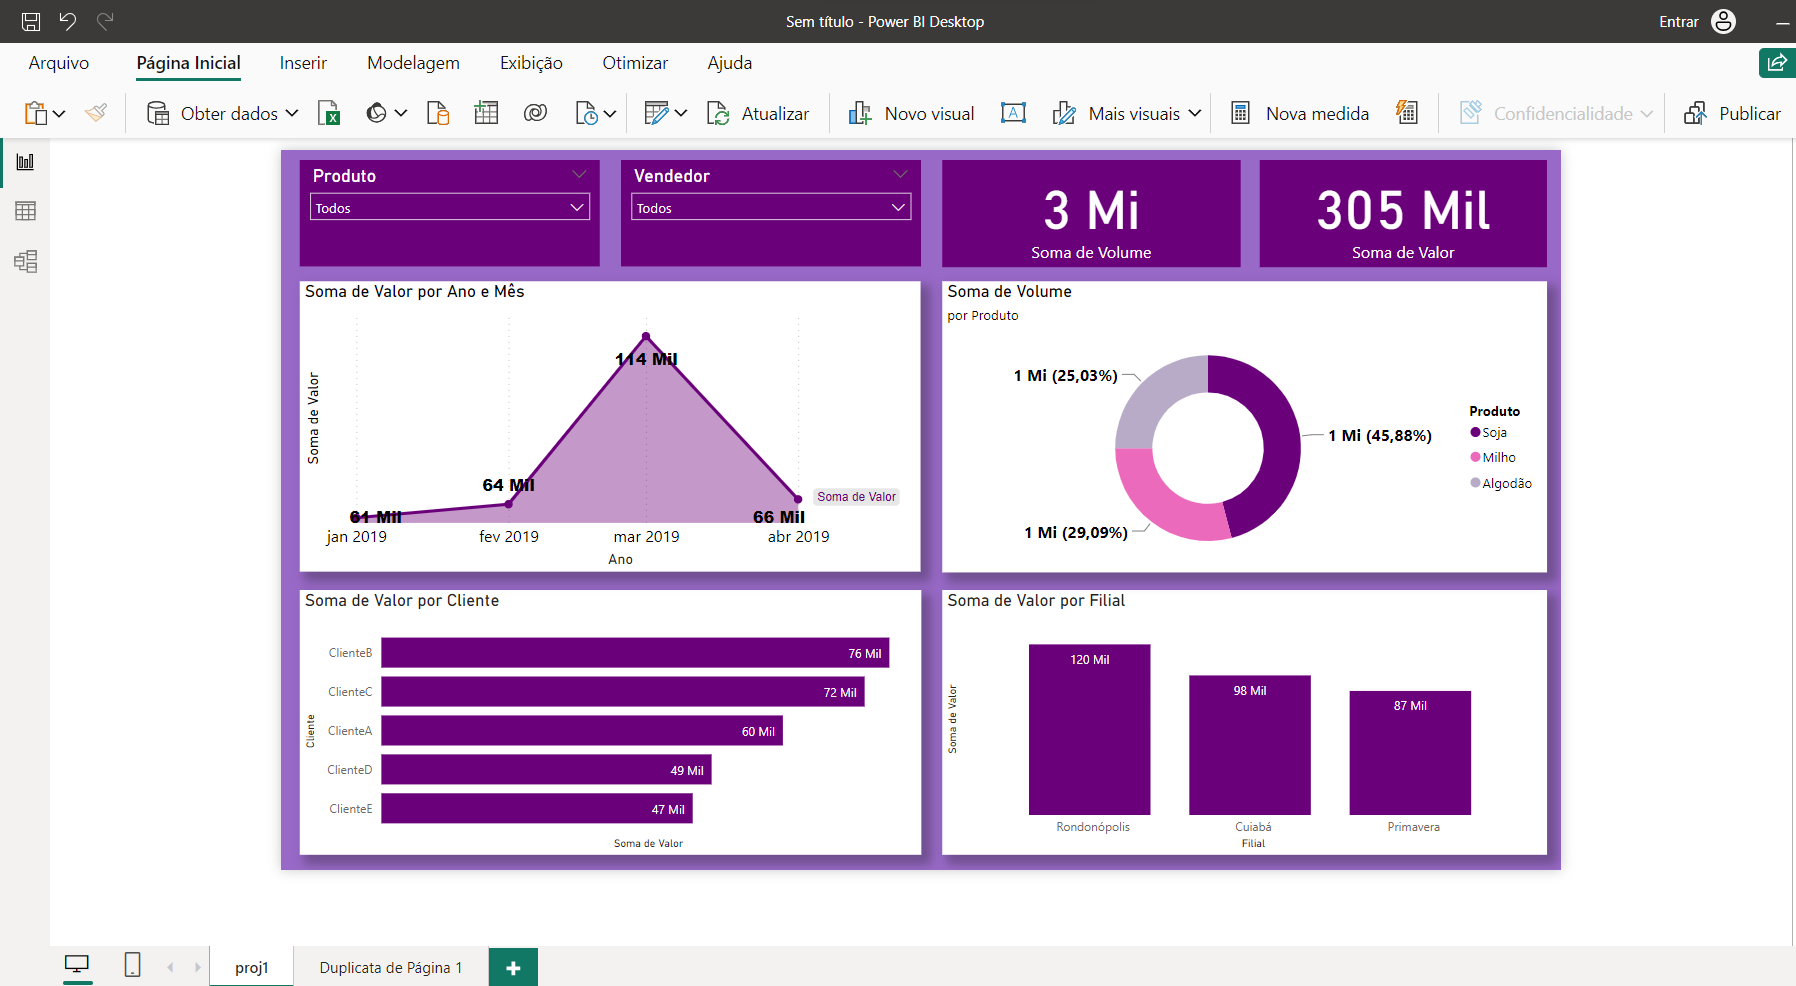 Sem título - Power BI Desktop
Entrar
Arquivo
Página Inicial
Inserir
Modelagem
Exibição
Otimizar
Ajuda
Obter dados
Atualizar
Novo visual
Mais visuais
Nova medida
Confidencialidade
Publicar
Produto
Todos
Vendedor
Todos
3 Mi
Soma de Volume
305 Mil
Soma de Valor
Soma de Valor por Ano e Mês
Soma de Valor
114 Mil
64 Mil
61 Mil
66 Mil
Soma de Valor
jan 2019
fev 2019
mar 2019
abr 2019
Ano
Soma de Volume
por Produto
1 Mi (25,03%)
1 Mi (45,88%)
1 Mi (29,09%)
Produto
Soja
Milho
Algodão
Soma de Valor por Cliente
Cliente
ClienteB
76 Mil
ClienteC
72 Mil
ClienteA
60 Mil
ClienteD
49 Mil
ClienteE
47 Mil
Soma de Valor
Soma de Valor por Filial
Soma de Valor
120 Mil
98 Mil
87 Mil
Rondonópolis
Cuiabá
Primavera
Filial
proj1
Duplicata de Página 1